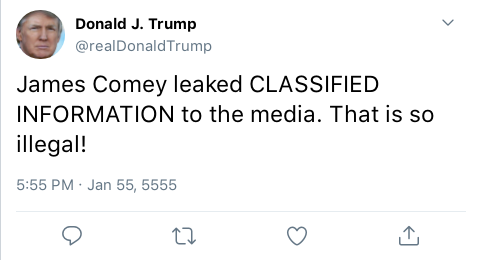 Donald J. Trump
@realDonaldTrump
James Comey leaked CLASSIFIED
INFORMATION to the media. That is so
illegal!
5:55 PM · Jan 55, 5555